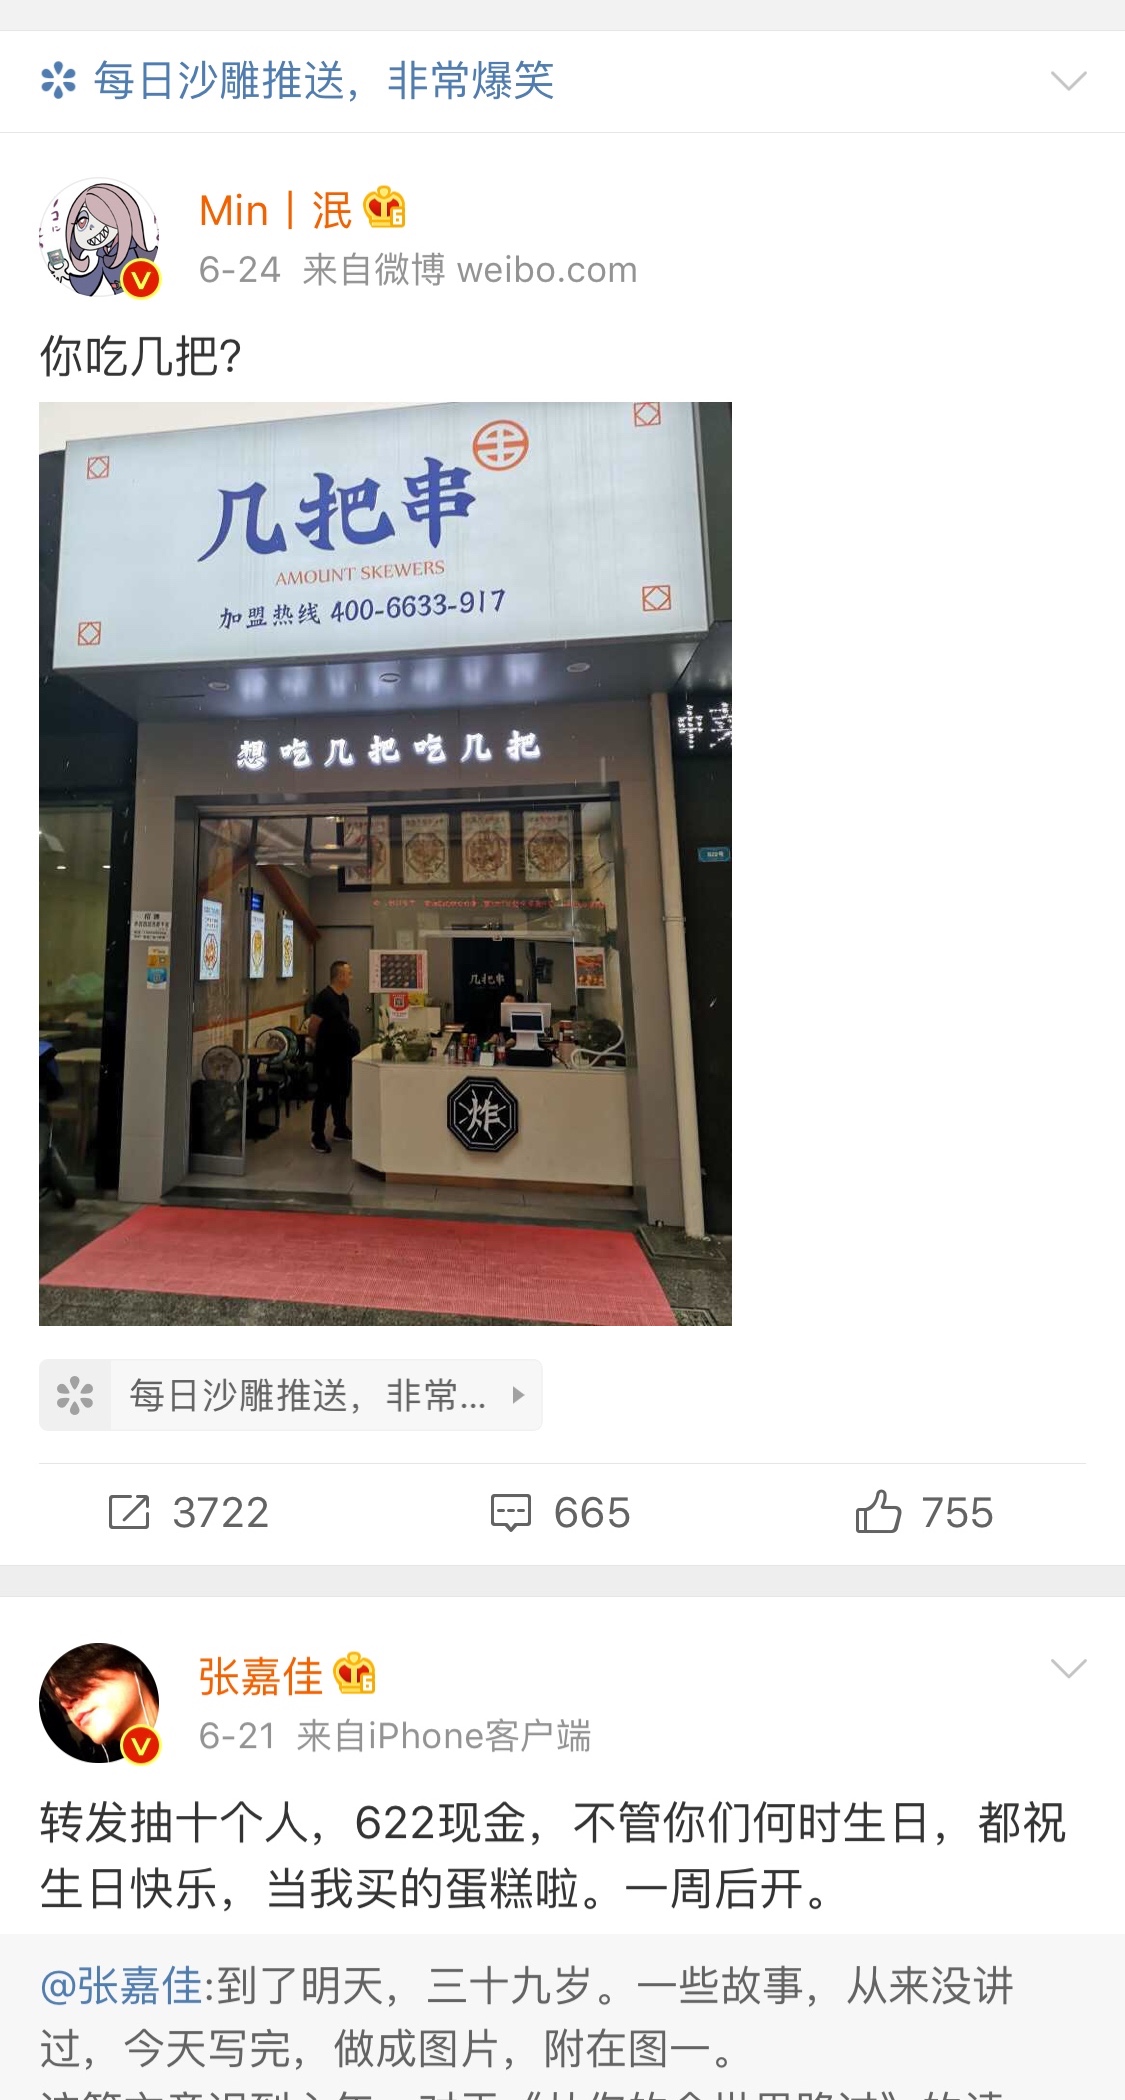 每日沙雕推送，非常爆笑
Min丨泯
6-24 来自微博 weibo.com
你吃几把？
几把串
AMOUNT SKEWERS
加盟热线 400-6633-917
想吃几把吃几把
几把串
炸
每日沙雕推送，非常...
3722
665
755
张嘉佳
6-21 来自iPhone客户端
转发抽十个人，622现金，不管你们何时生日，都祝
生日快乐，当我买的蛋糕啦。一周后开。
@张嘉佳:到了明天，三十九岁。一些故事，从来没讲
过，今天写完，做成图片，附在图一。